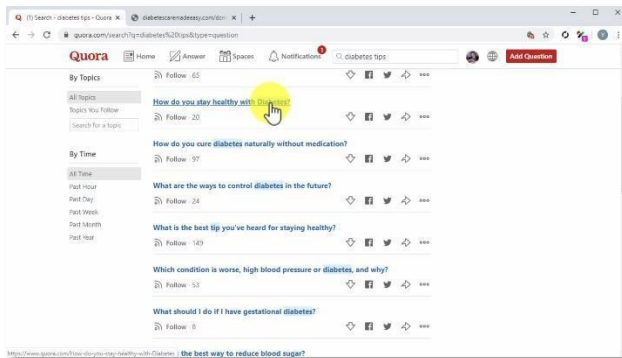 (1) Search - diabetes tips - Quora
diabetescaremadeeasy.com/don
quora.com/search?q=diabetes%20tips&type=question
Quora Home Answer Spaces Notifications 9 diabetes tips Add Question
By Topics
All Topics
Topics You Follow
Search for a topic
By Time
All Time
Past Hour
Past Day
Past Week
Past Month
Past Year
Follow · 63
How do you stay healthy with Diabetes?
Follow · 20
How do you cure diabetes naturally without medication?
Follow · 97
What are the ways to control diabetes in the future?
Follow · 24
What is the best tip you've heard for staying healthy?
Follow · 149
Which condition is worse, high blood pressure or diabetes, and why?
Follow · 53
What should I do if I have gestational diabetes?
Follow · 6
https://www.quora.com/How-do-you-stay-healthy-with-Diabetes
the best way to reduce blood sugar?